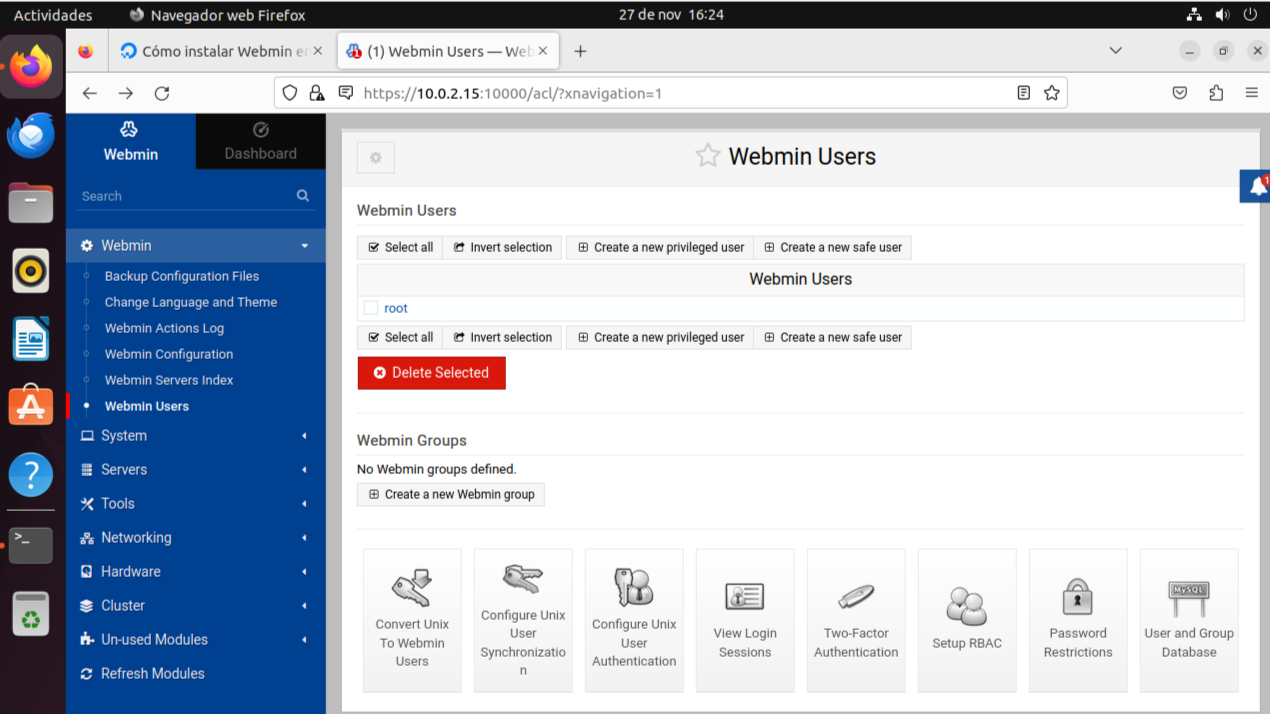 Actividades
Navegador web Firefox
27 de nov 16:24
Cómo instalar Webmin en
(1) Webmin Users — Web
https://10.0.2.15:10000/acl/?xnavigation=1
Webmin
Dashboard
Search
Webmin
Backup Configuration Files
Change Language and Theme
Webmin Actions Log
Webmin Configuration
Webmin Servers Index
Webmin Users
System
Servers
Tools
Networking
Hardware
Cluster
Un-used Modules
Refresh Modules
Webmin Users
1
Webmin Users
Select all
Invert selection
Create a new privileged user
Create a new safe user
Webmin Users
root
Select all
Invert selection
Create a new privileged user
Create a new safe user
Delete Selected
Webmin Groups
No Webmin groups defined.
Create a new Webmin group
Convert Unix
To Webmin
Users
Configure Unix
User
Synchronizatio
n
Configure Unix
User
Authentication
View Login
Sessions
Two-Factor
Authentication
Setup RBAC
Password
Restrictions
MySQL
User and Group
Database